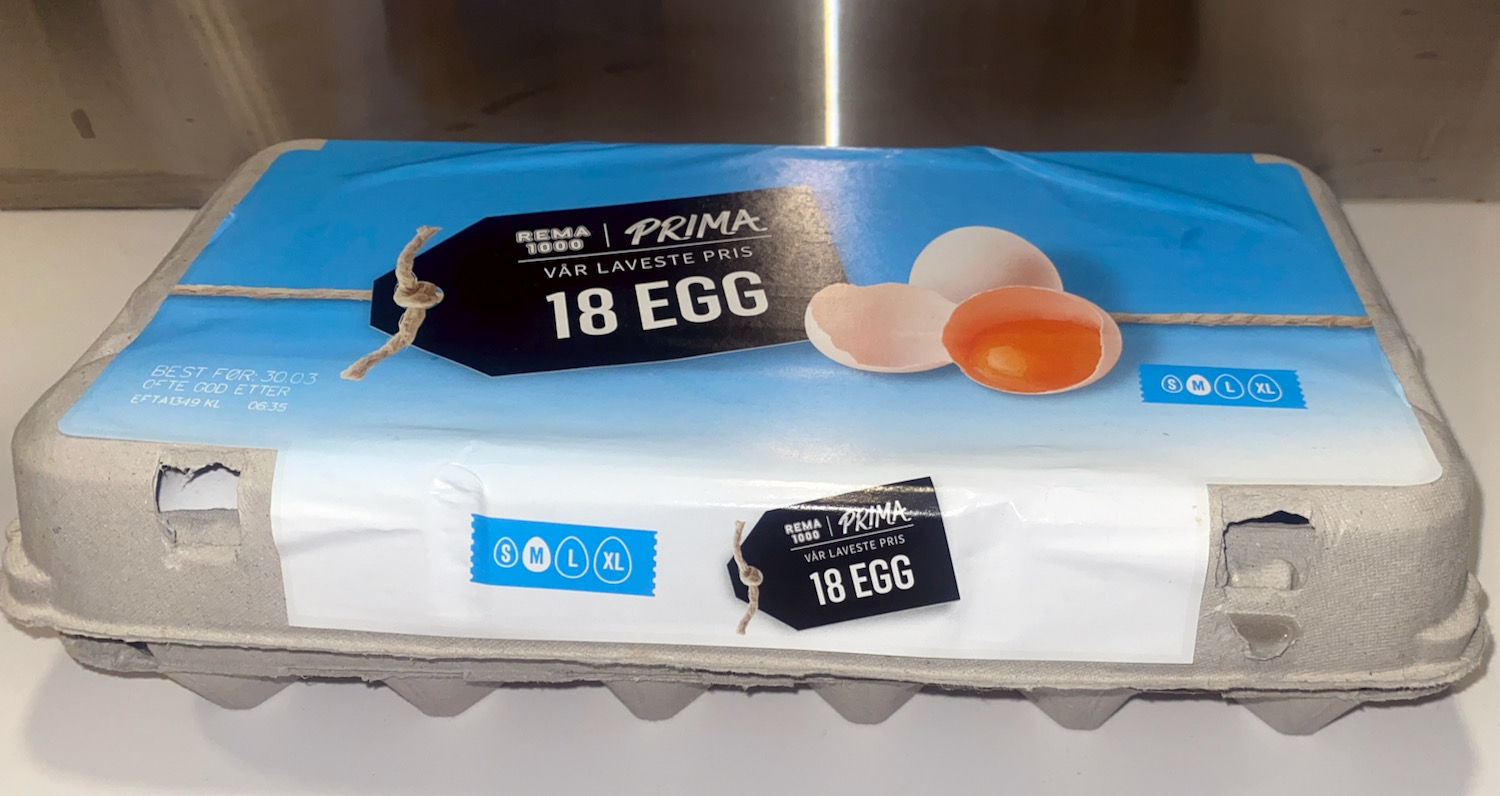 REMA 1000 | PRIMA
VÅR LAVESTE PRIS
18 EGG
BEST FØR: 30.03
OFTE GOD ETTER
EFTA1349 KL 06:35
S M L XL
S M L XL
REMA 1000 | PRIMA
VÅR LAVESTE PRIS
18 EGG